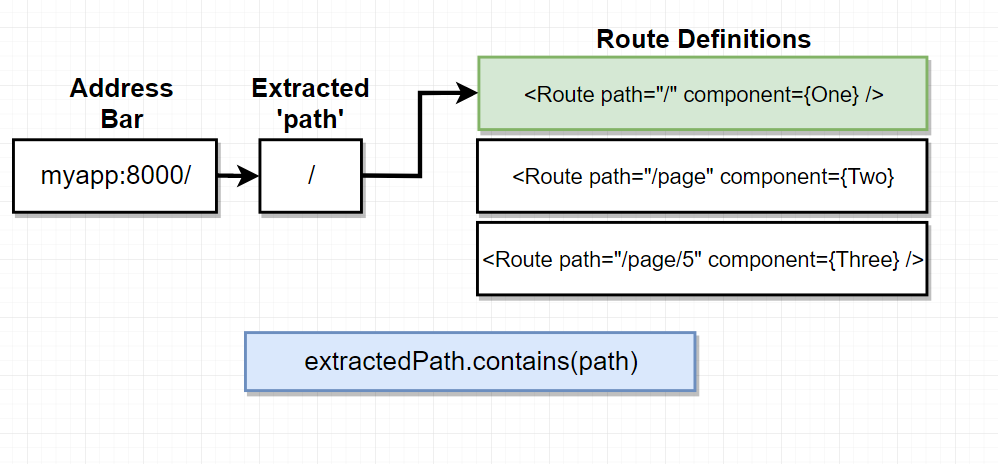 Route Definitions
Address
Bar
Extracted
'path'
<Route path="/" component={One} />
myapp:8000/
/
<Route path="/page" component={Two}
<Route path="/page/5" component={Three} />
extractedPath.contains(path)